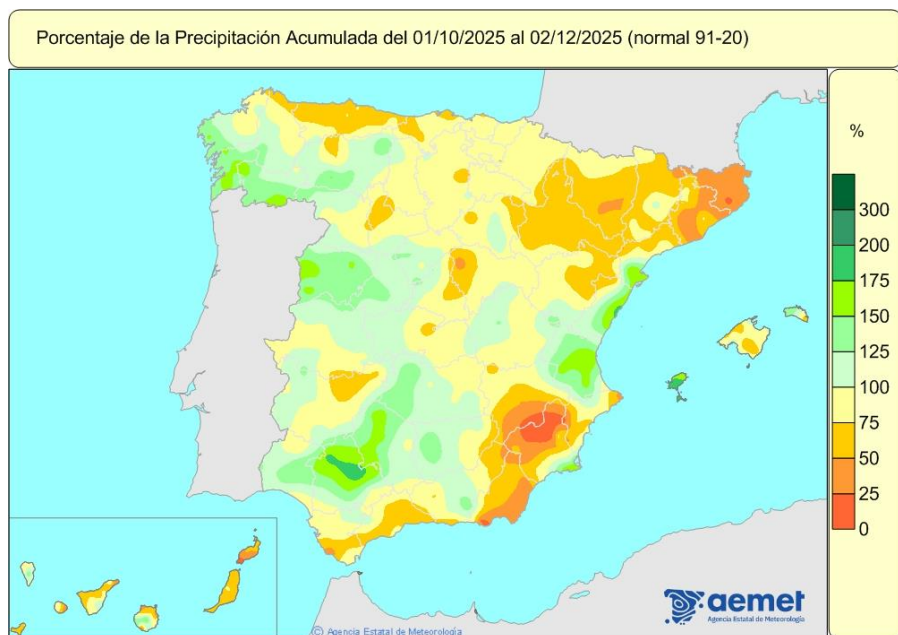 Porcentaje de la Precipitación Acumulada del 01/10/2025 al 02/12/2025 (normal 91-20)
%
300
200
175
150
125
100
75
50
25
0
aemet
Agencia Estatal de Meteorología
© Agencia Estatal de Meteorología